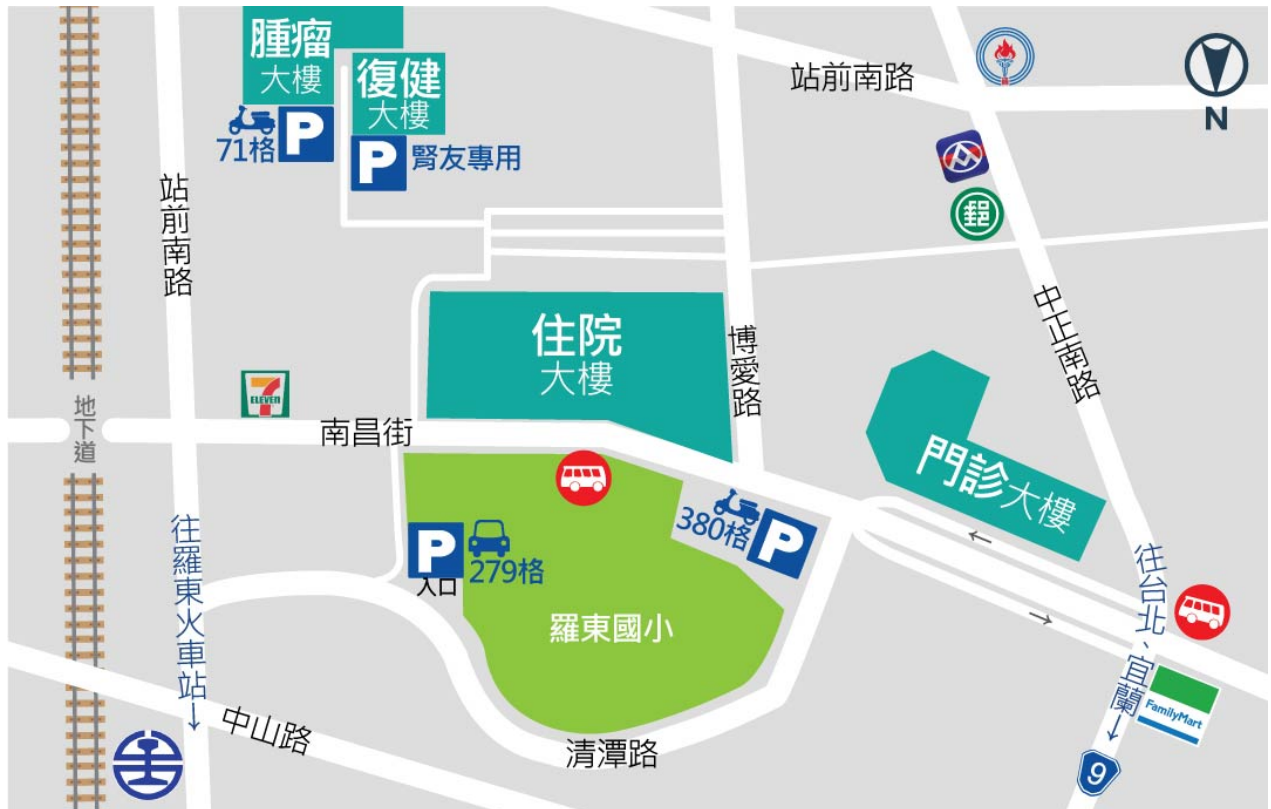 腫瘤
大樓
復健
大樓
71格
P
P
腎友專用
站前南路
N
郵
站前南路
中正南路
住院
大樓
博愛路
7
ELEVEN
地下道
南昌街
門診大樓
380格
P
P
279格
入口
往羅東火車站↓
羅東國小
←
→
往台北、宜蘭↓
FamilyMart
中山路
清潭路
9